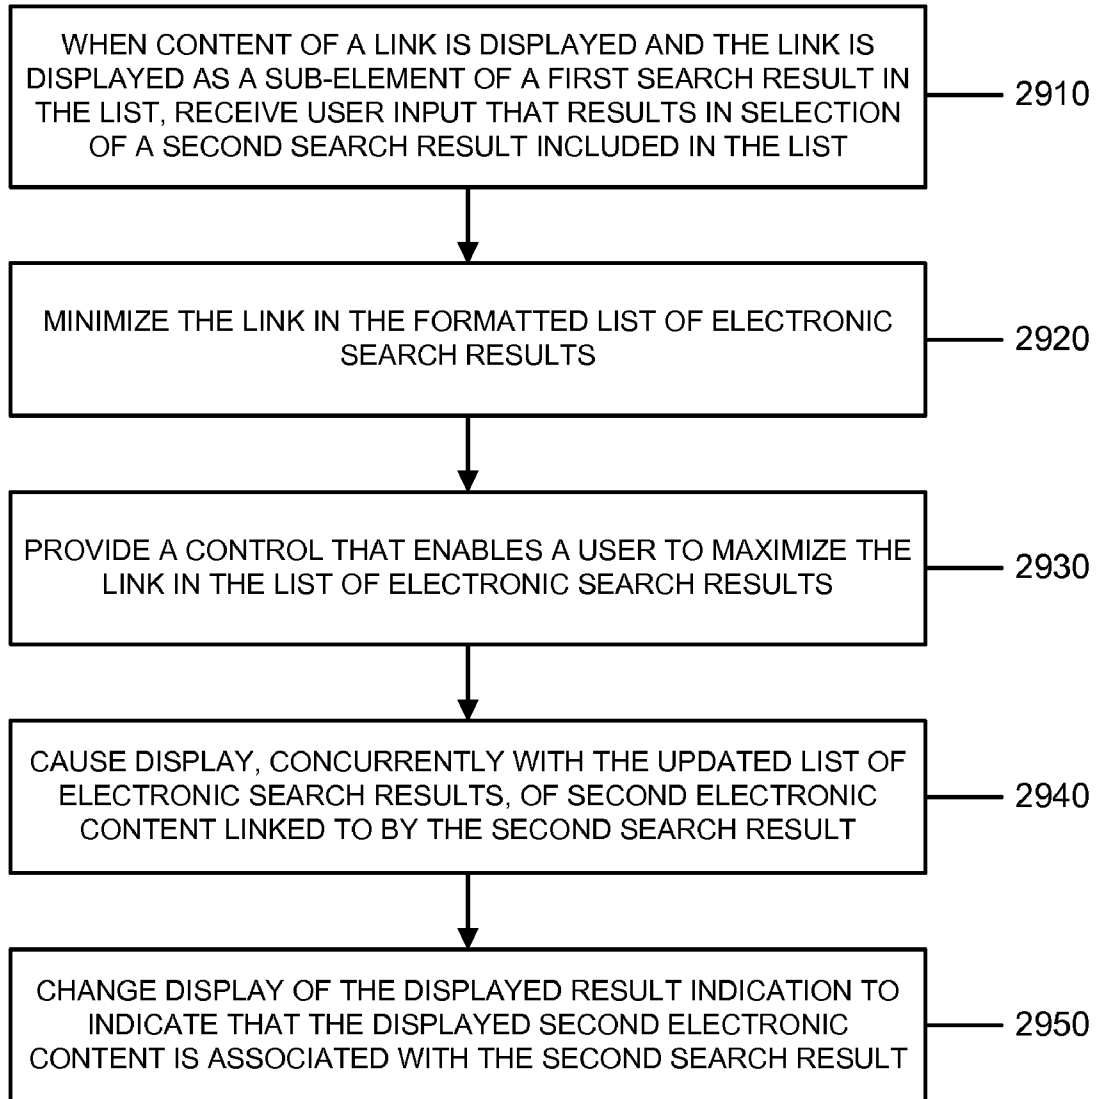 WHEN CONTENT OF A LINK IS DISPLAYED AND THE LINK IS
DISPLAYED AS A SUB-ELEMENT OF A FIRST SEARCH RESULT IN
THE LIST, RECEIVE USER INPUT THAT RESULTS IN SELECTION
OF A SECOND SEARCH RESULT INCLUDED IN THE LIST
2910
MINIMIZE THE LINK IN THE FORMATTED LIST OF ELECTRONIC
SEARCH RESULTS
2920
PROVIDE A CONTROL THAT ENABLES A USER TO MAXIMIZE THE
LINK IN THE LIST OF ELECTRONIC SEARCH RESULTS
2930
CAUSE DISPLAY, CONCURRENTLY WITH THE UPDATED LIST OF
ELECTRONIC SEARCH RESULTS, OF SECOND ELECTRONIC
CONTENT LINKED TO BY THE SECOND SEARCH RESULT
2940
CHANGE DISPLAY OF THE DISPLAYED RESULT INDICATION TO
INDICATE THAT THE DISPLAYED SECOND ELECTRONIC
CONTENT IS ASSOCIATED WITH THE SECOND SEARCH RESULT
2950